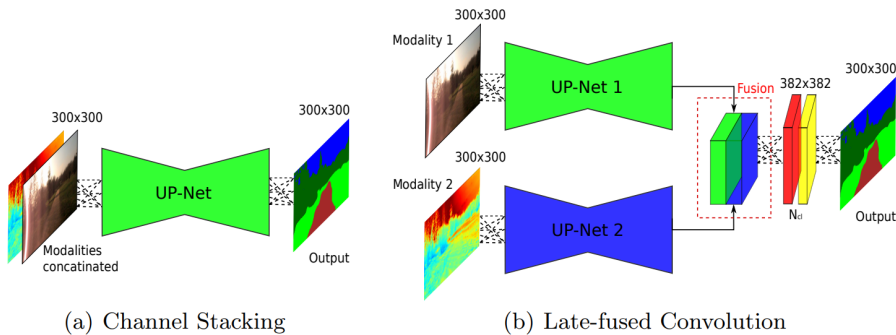 300x300
UP-Net
300x300
Modalities
concatinated
Output
(a) Channel Stacking
300x300
Modality 1
UP-Net 1
Fusion
382x382
300x300
300x300
Modality 2
UP-Net 2
N_cl
Output
(b) Late-fused Convolution